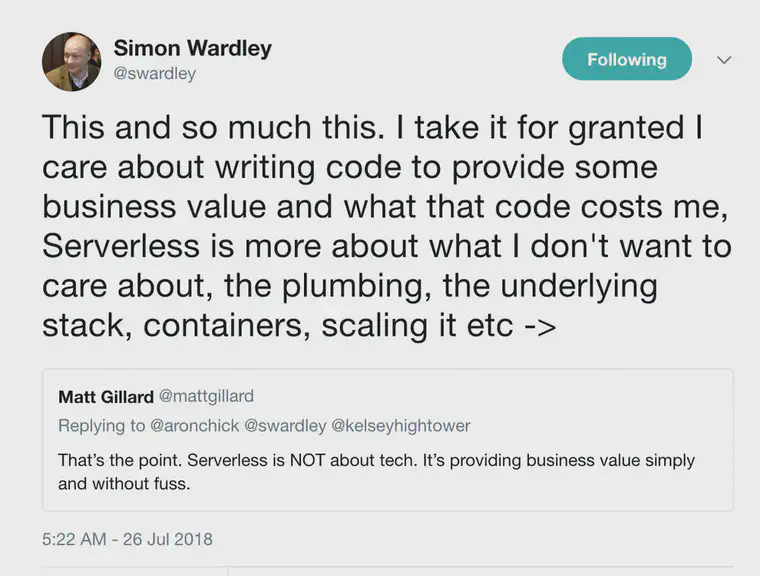 Simon Wardley
@swardley
Following
This and so much this. I take it for granted I
care about writing code to provide some
business value and what that code costs me,
Serverless is more about what I don't want to
care about, the plumbing, the underlying
stack, containers, scaling it etc ->
Matt Gillard @mattgillard
Replying to @aronchick @swardley @kelseyhightower
That’s the point. Serverless is NOT about tech. It’s providing business value simply
and without fuss.
5:22 AM - 26 Jul 2018